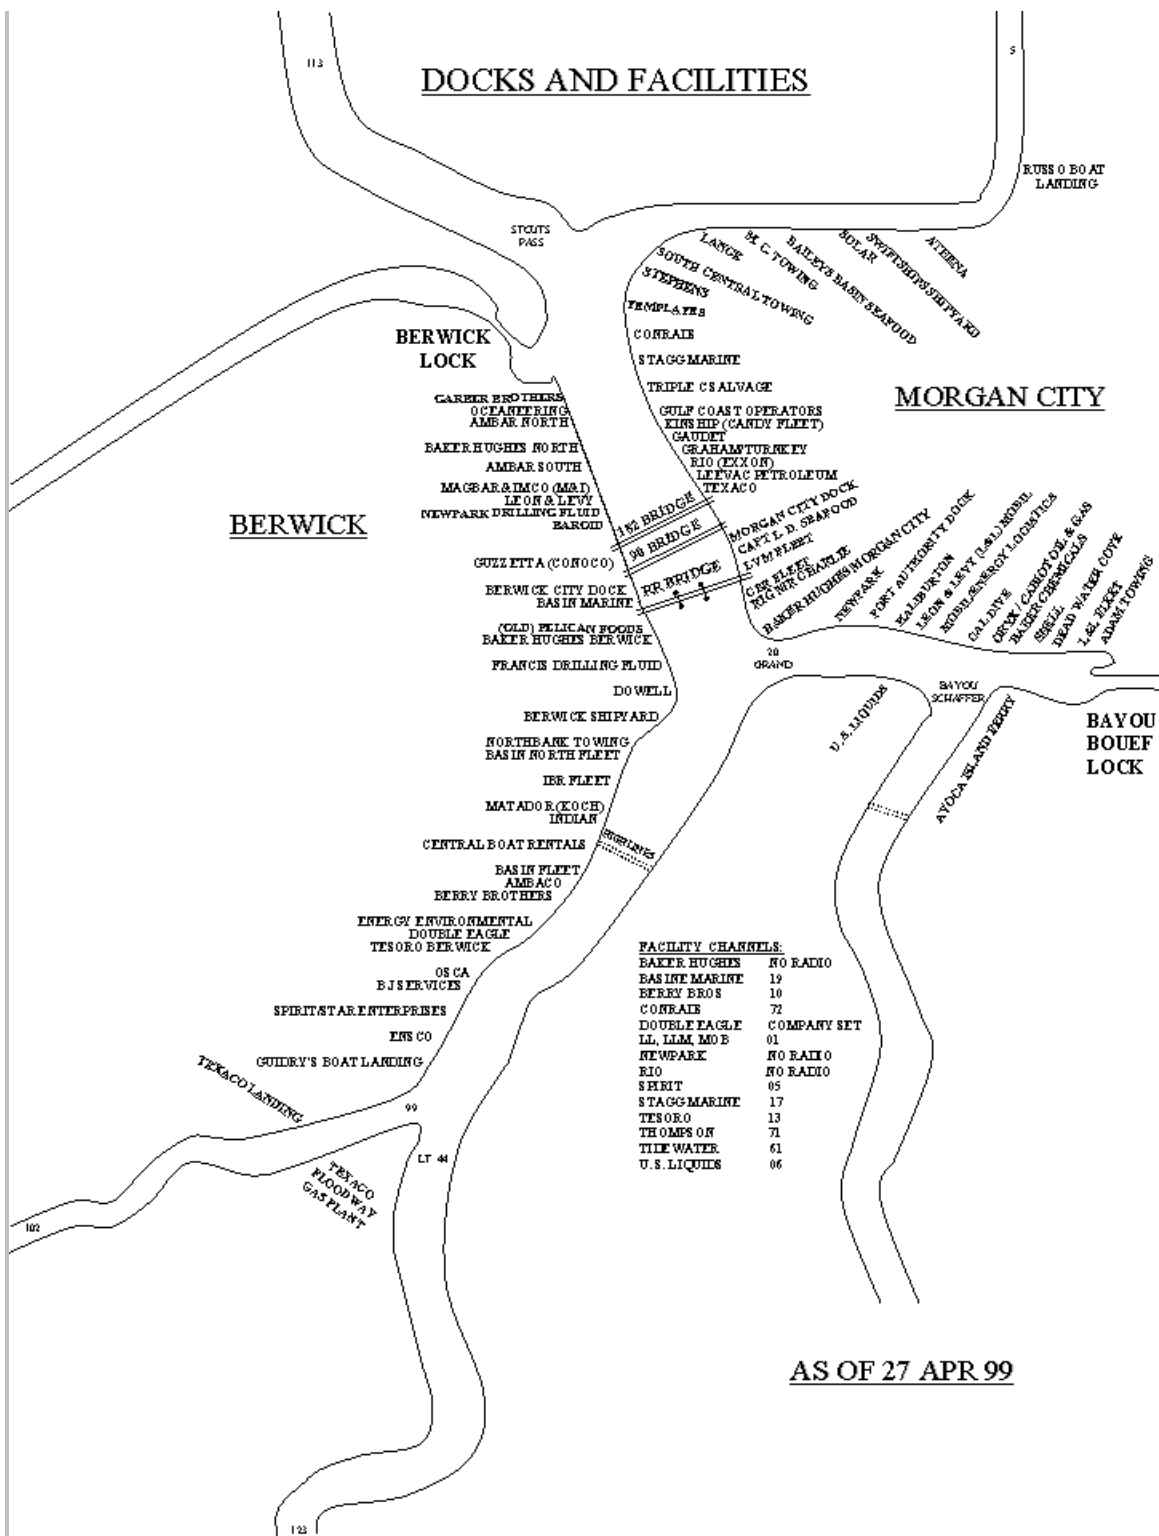 113
DOCKS AND FACILITIES
5
RUSSO BOAT
LANDING
STOUTS
PASS
LANGE
M. C. TOWING
BAILEY'S BASIN SEAFOOD
SOLAR
SWIFTSHIPS SHIPYARD
ATHENA
SOUTH CENTRAL TOWING
STEPHENS
TEMPLATES
CONRAD
STAGG MARINE
TRIPLE C SALVAGE
GULF COAST OPERATORS
KINSHIP (CANDY FLEET)
GAUDET
GRAHAM/TURNKEY
RIO (EXXON)
LEEVAC PETROLEUM
TEXACO
BERWICK
LOCK
MORGAN CITY
GARBER BROTHERS
OCEANEERING
AMBAR NORTH
BAKER HUGHES NORTH
AMBAR SOUTH
MAGBAR & IMCO (M&I)
LEON & LEVY
NEWPARK DRILLING FLUID
BAROID
BERWICK
182 BRIDGE
90 BRIDGE
RR BRIDGE
GUZZETTA (CONOCO)
BERWICK CITY DOCK
BASIN MARINE
(OLD) PELICAN FOODS
BAKER HUGHES BERWICK
FRANCIS DRILLING FLUID
DOWELL
BERWICK SHIPYARD
NORTHBANK TOWING
BASIN NORTH FLEET
IBR FLEET
MATADOR (KOCH)
INDIAN
CENTRAL BOAT RENTALS
BASIN FLEET
AMBACO
BERRY BROTHERS
ENERGY ENVIRONMENTAL
DOUBLE EAGLE
TESORO BERWICK
OSCA
BJ SERVICES
SPIRIT/STAR ENTERPRISES
ENSCO
GUIDRY'S BOAT LANDING
MORGAN CITY DOCK
CAPT L. D. SEAFOOD
LVM FLEET
CBR FLEET
RIG MR CHARLIE
BAKER HUGHES MORGAN CITY
NEWPARK
PORT AUTHORITY DOCK
HALIBURTON
LEON & LEVY (L&L) MOBIL
MOBIL/ENERGY LOGISTICS
CAL DIVE
ORYX / CABOT OIL & GAS
BAKER CHEMICALS
SHELL
DEAD WATER COVE
L&L FLEET
ADAM TOWING
20
GRAND
BAYOU
SCHAFFER
U.S. LIQUIDS
AVOCA ISLAND FERRY
BAYOU
BOUEF
LOCK
HIGHLINES
FACILITY CHANNELS:
BAKER HUGHES NO RADIO
BASINE MARINE 19
BERRY BROS 10
CONRAD 72
DOUBLE EAGLE COMPANY SET
LL, LLM, MOB 01
NEWPARK NO RADIO
RIO NO RADIO
SPIRIT 05
STAGG MARINE 17
TESORO 13
THOMPSON 71
TIDEWATER 61
U.S. LIQUIDS 06
TEXACO LANDING
99
LT 44
TEXACO
FLOODWAY
GAS PLANT
102
AS OF 27 APR 99
123